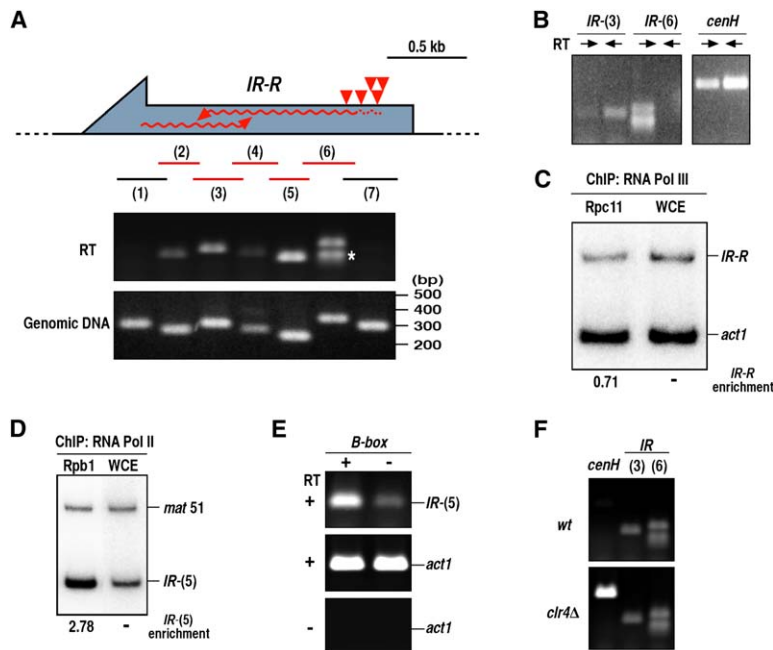 A
0.5 kb
IR-R
(2) (4) (6)
(1) (3) (5) (7)
RT
*
(bp)
Genomic DNA
500
400
300
200
B
IR-(3) IR-(6) cenH
RT
C
ChIP: RNA Pol III
Rpc11 WCE
IR-R
act1
0.71 - IR-R
enrichment
D
ChIP: RNA Pol II
Rpb1 WCE
mat 51
IR-(5)
2.78 - IR-(5)
enrichment
E
B-box
+ -
RT
+ IR-(5)
+ act1
- act1
F
IR
cenH (3) (6)
wt
clr4Δ